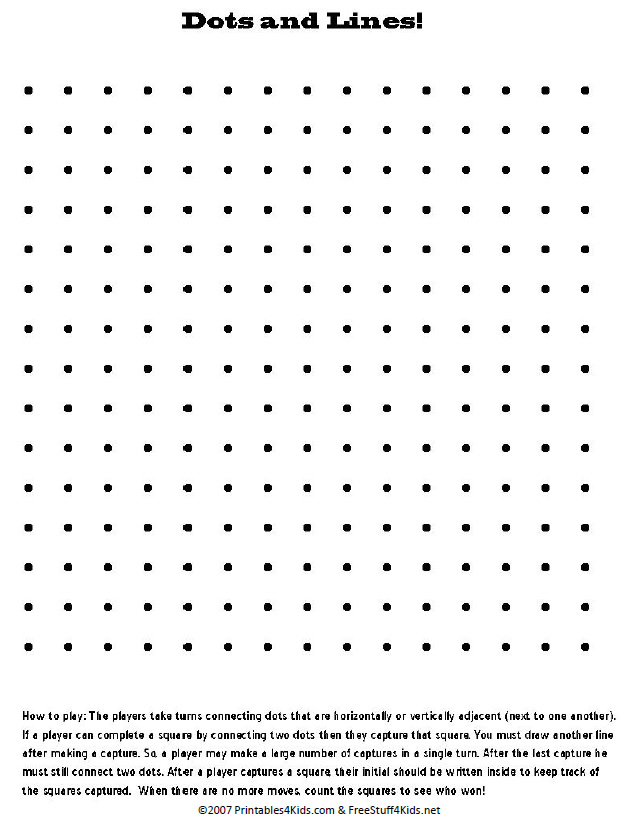 Dots and Lines!
How to play: The players take turns connecting dots that are horizontally or vertically adjacent (next to one another).
If a player can complete a square by connecting two dots then they capture that square. You must draw another line
after making a capture. So, a player may make a large number of captures in a single turn. After the last capture he
must still connect two dots. After a player captures a square, their initial should be written inside to keep track of
the squares captured. When there are no more moves, count the squares to see who won!
©2007 Printables4Kids.com & FreeStuff4Kids.net